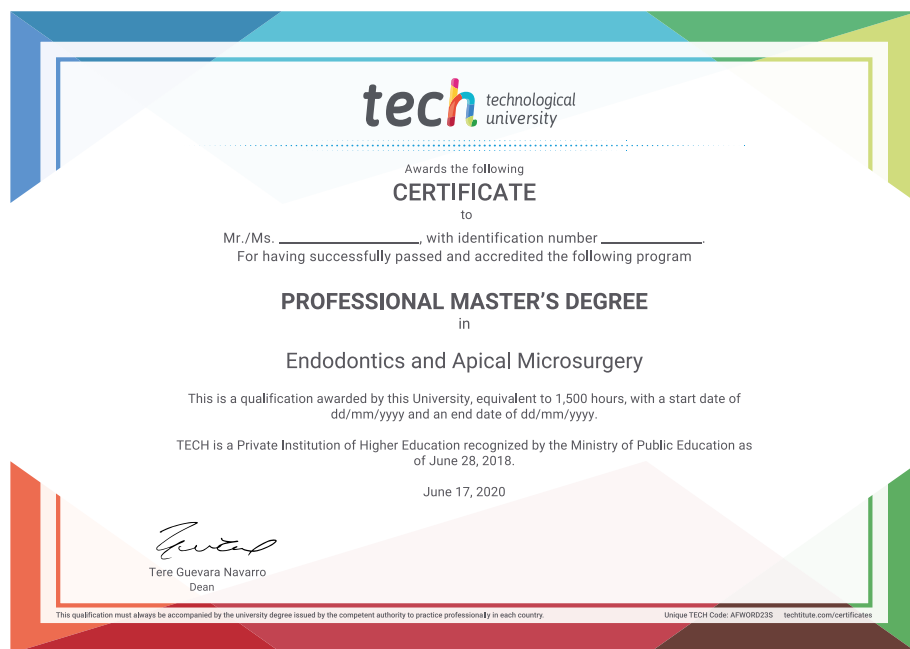 tech technological
university
Awards the following
CERTIFICATE
to
Mr./Ms. ____________________, with identification number ______________.
For having successfully passed and accredited the following program
PROFESSIONAL MASTER'S DEGREE
in
Endodontics and Apical Microsurgery
This is a qualification awarded by this University, equivalent to 1,500 hours, with a start date of
dd/mm/yyyy and an end date of dd/mm/yyyy.
TECH is a Private Institution of Higher Education recognized by the Ministry of Public Education as
of June 28, 2018.
June 17, 2020
Tere Guevara Navarro
Dean
This qualification must always be accompanied by the university degree issued by the competent authority to practice professionally in each country.
Unique TECH Code: AFWORD23S techtitute.com/certificates